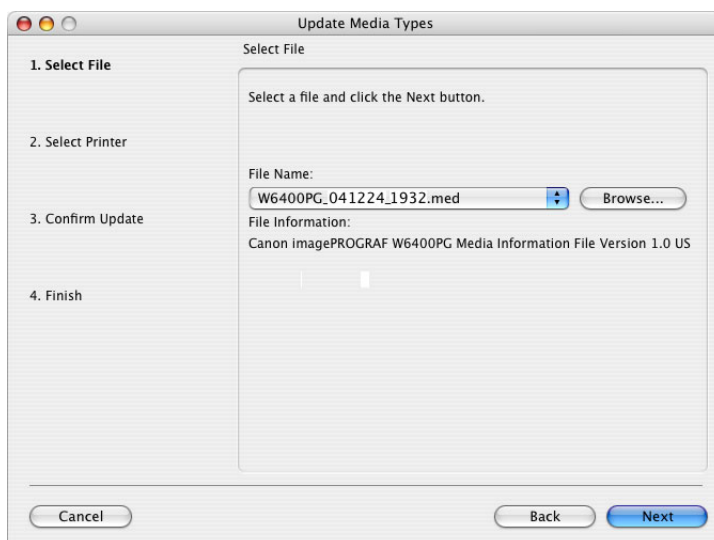 Update Media Types
1. Select File
2. Select Printer
3. Confirm Update
4. Finish
Select File
Select a file and click the Next button.
File Name:
W6400PG_041224_1932.med
Browse...
File Information:
Canon imagePROGRAF W6400PG Media Information File Version 1.0 US
Cancel
Back
Next